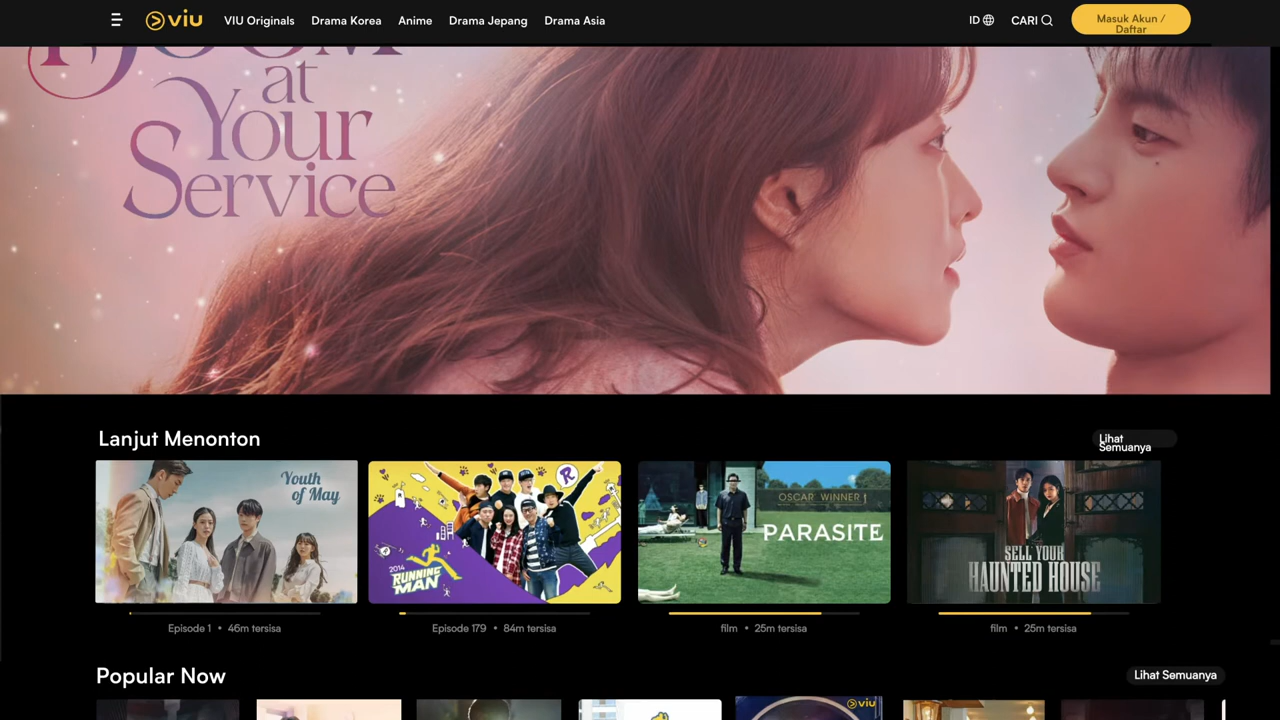 viu
VIU Originals
Drama Korea
Anime
Drama Jepang
Drama Asia
ID
CARI
Masuk Akun /
Daftar
at
Your
Service
Lanjut Menonton
Lihat
Semuanya
Youth
of May
R
2014
RUNNING
MAN
OSCAR WINNER
PARASITE
SELL YOUR
HAUNTED HOUSE
Episode 1 • 46m tersisa
Episode 179 • 84m tersisa
film • 25m tersisa
film • 25m tersisa
Popular Now
Lihat Semuanya
viu